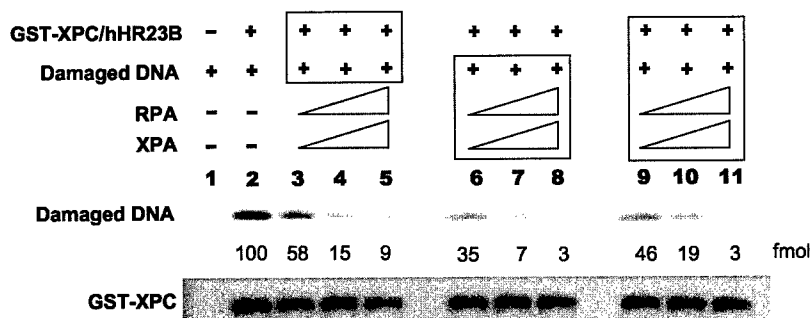 GST-XPC/hHR23B - + + + + + + + + + +
Damaged DNA + + + + + + + + + + +
RPA - -
XPA - -
1 2 3 4 5 6 7 8 9 10 11
Damaged DNA
100 58 15 9 35 7 3 46 19 3 fmol
GST-XPC